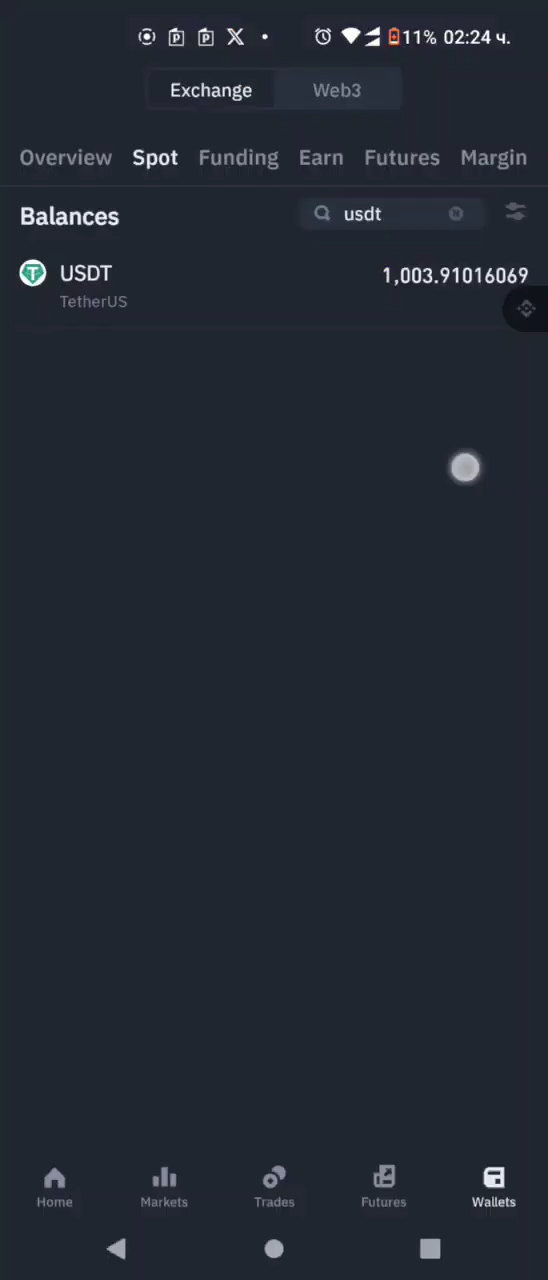 11% 02:24 ч.
Exchange Web3
Overview Spot Funding Earn Futures Margin
Balances usdt
USDT 1,003.91016069
TetherUS
Home Markets Trades Futures Wallets